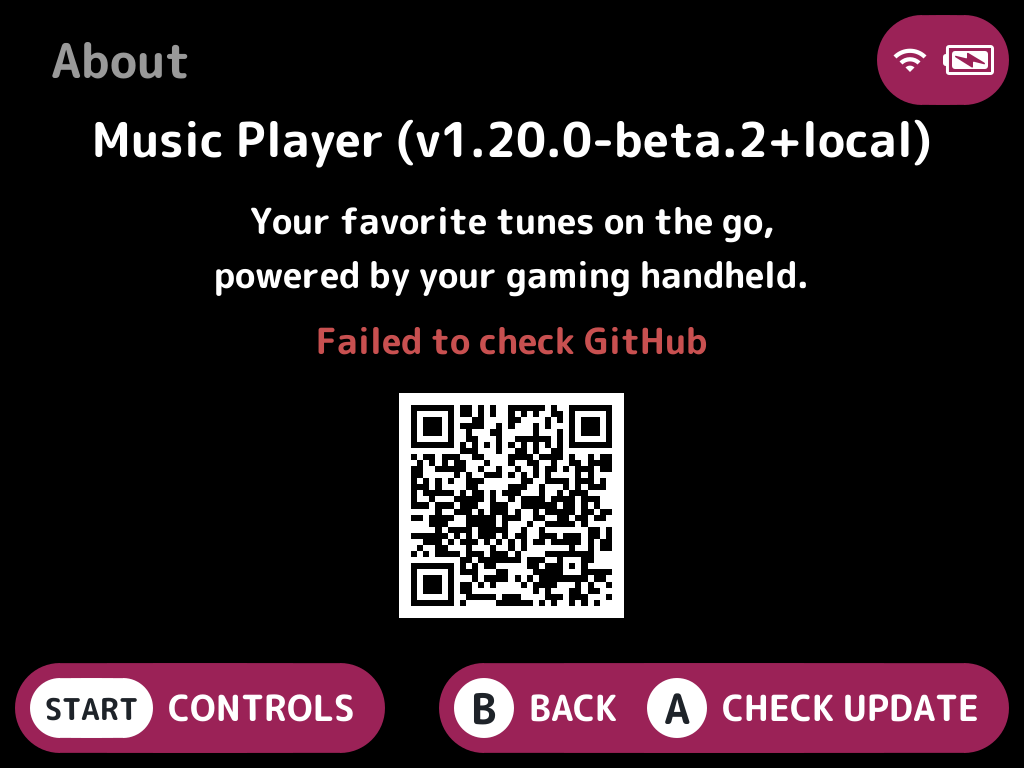 About
Music Player (v1.20.0-beta.2+local)
Your favorite tunes on the go,
powered by your gaming handheld.
Failed to check GitHub
START CONTROLS
B BACK A CHECK UPDATE